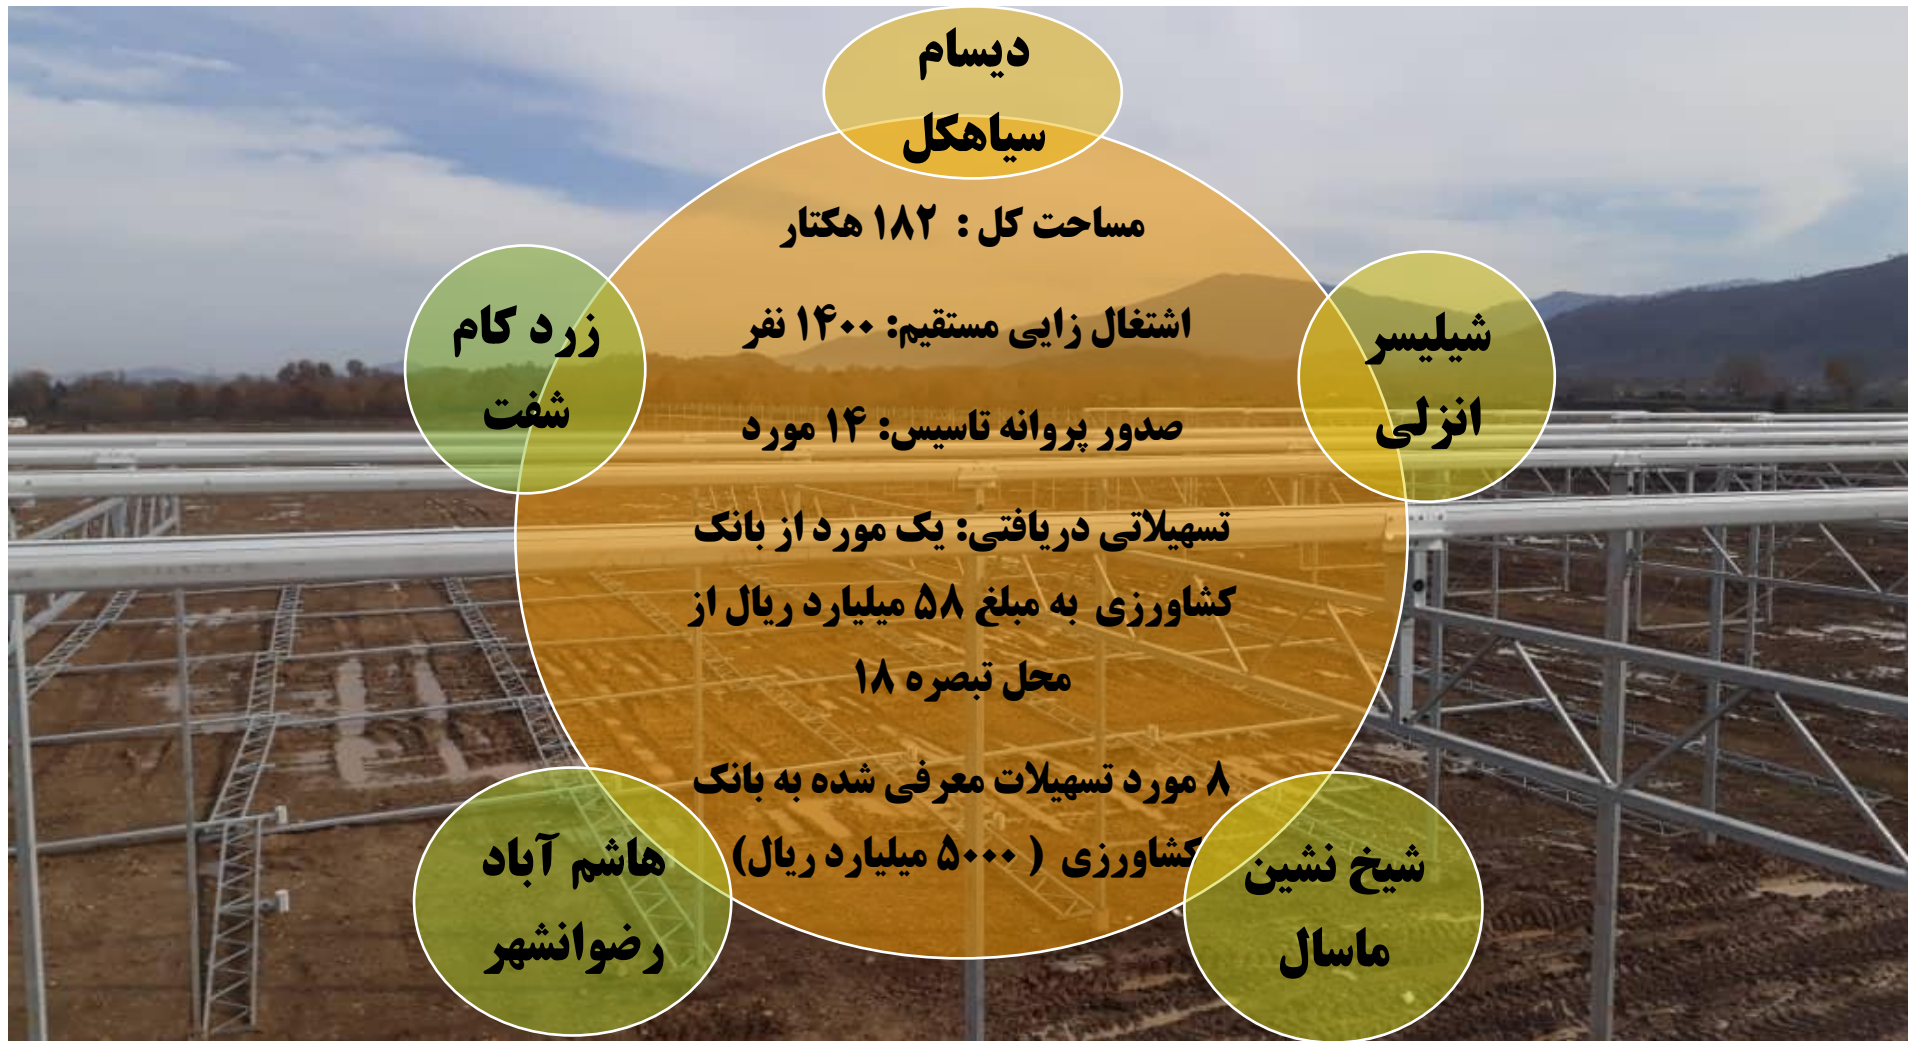 دیسام
سیاهکل
مساحت کل : ۱۸۲ هکتار
اشتغال زایی مستقیم: ۱۴۰۰ نفر
صدور پروانه تاسیس: ۱۴ مورد
تسهیلاتی دریافتی: یک مورد از بانک
کشاورزی به مبلغ ۵۸ میلیارد ریال از
محل تبصره ۱۸
۸ مورد تسهیلات معرفی شده به بانک
کشاورزی ( ۵۰۰۰ میلیارد ریال)
شیلیسر
انزلی
شیخ نشین
ماسال
هاشم آباد
رضوانشهر
زرد کام
شفت